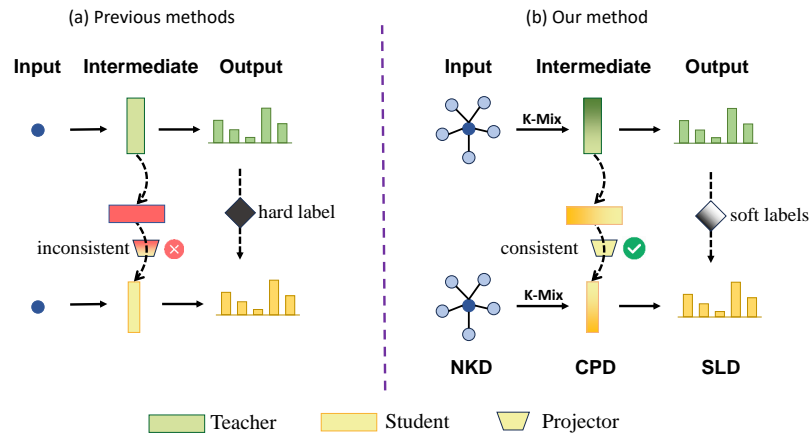 (a) Previous methods
Input Intermediate Output
hard label
inconsistent
(b) Our method
Input Intermediate Output
K-Mix
soft labels
consistent
K-Mix
NKD CPD SLD
Teacher Student Projector